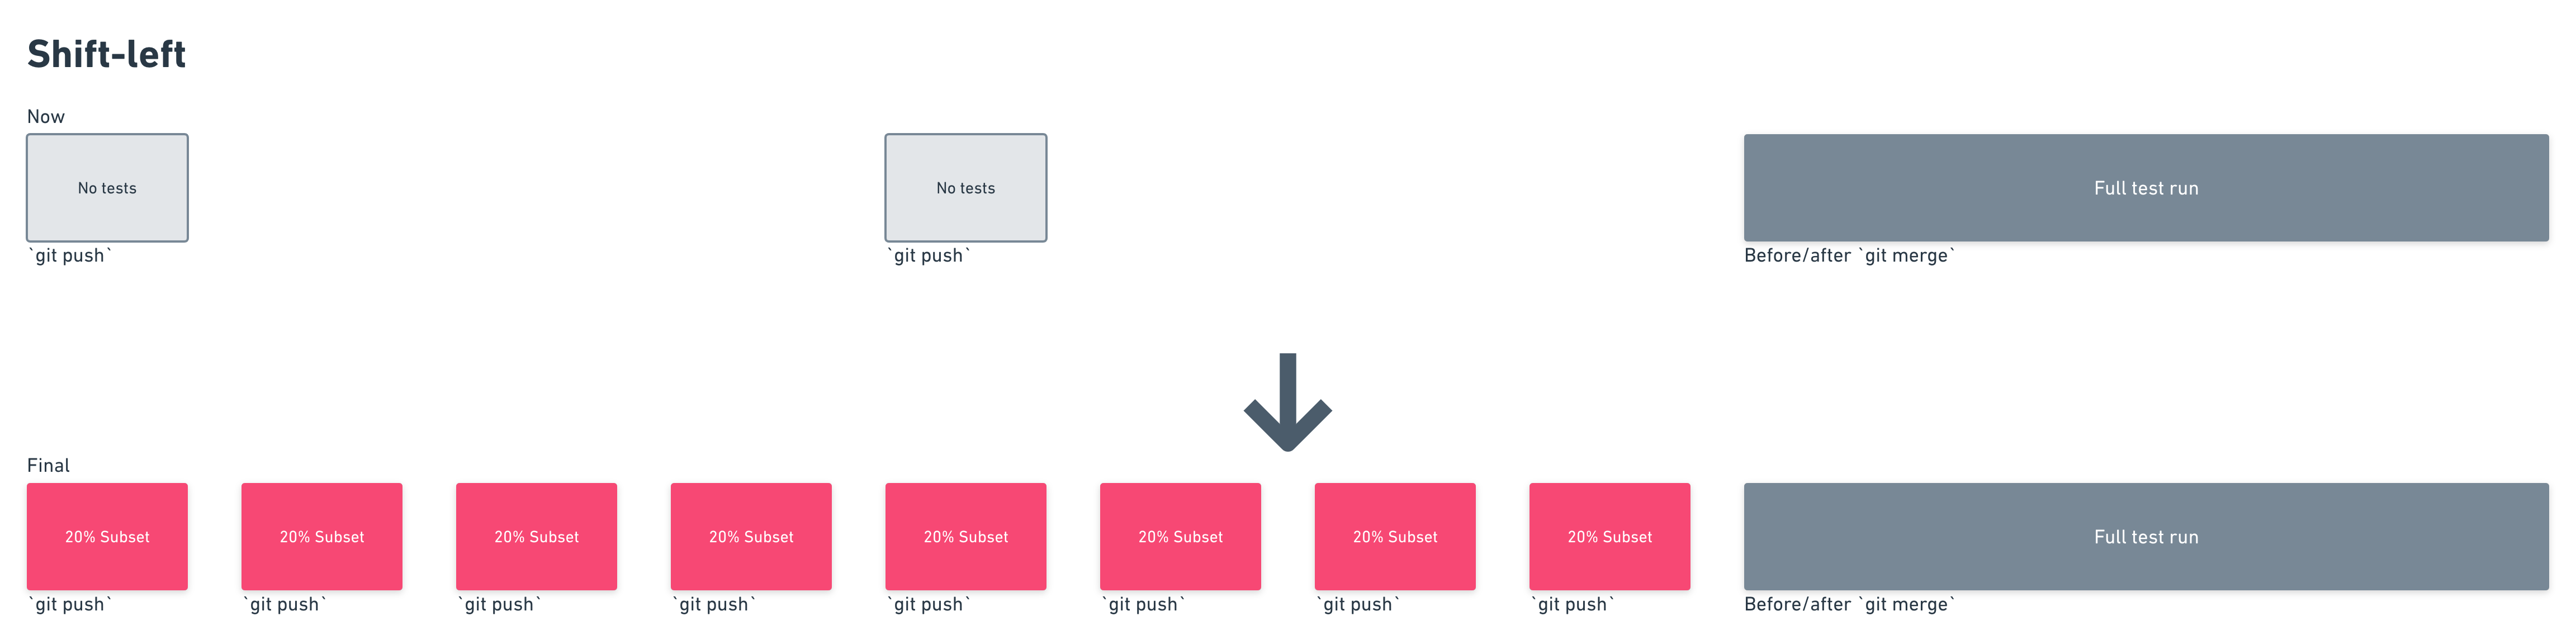 Shift-left
Now
No tests
No tests
Full test run
`git push`
`git push`
Before/after `git merge`
Final
20% Subset
20% Subset
20% Subset
20% Subset
20% Subset
20% Subset
20% Subset
20% Subset
Full test run
`git push`
`git push`
`git push`
`git push`
`git push`
`git push`
`git push`
`git push`
Before/after `git merge`